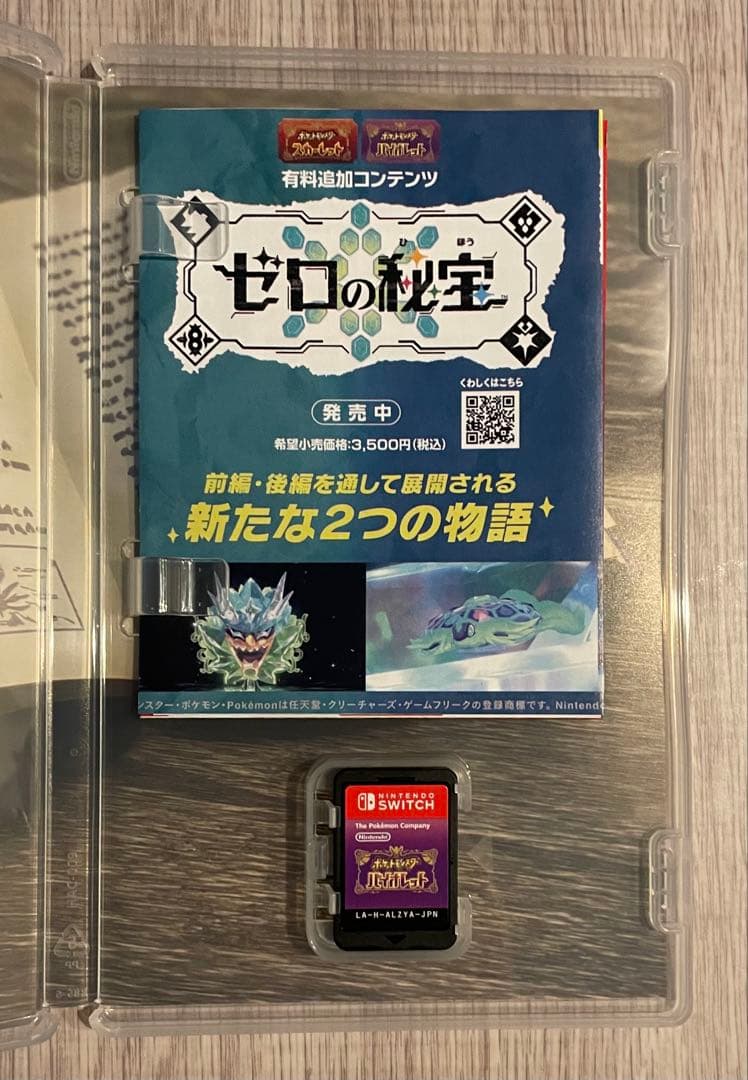 ポケットモンスター
スカーレット
ポケットモンスター
バイオレット
有料追加コンテンツ
ひ ほう
ゼロの秘宝
発売中
くわしくはこちら
希望小売価格:3,500円(税込)
前編・後編を通して展開される
新たな2つの物語
スター・ポケモン・Pokémonは任天堂・クリーチャーズ・ゲームフリークの登録商標です。 Nintendo
NINTENDO
SWITCH
The Pokémon Company
Nintendo
ポケットモンスター
バイオレット
LA-H-ALZYA-JPN